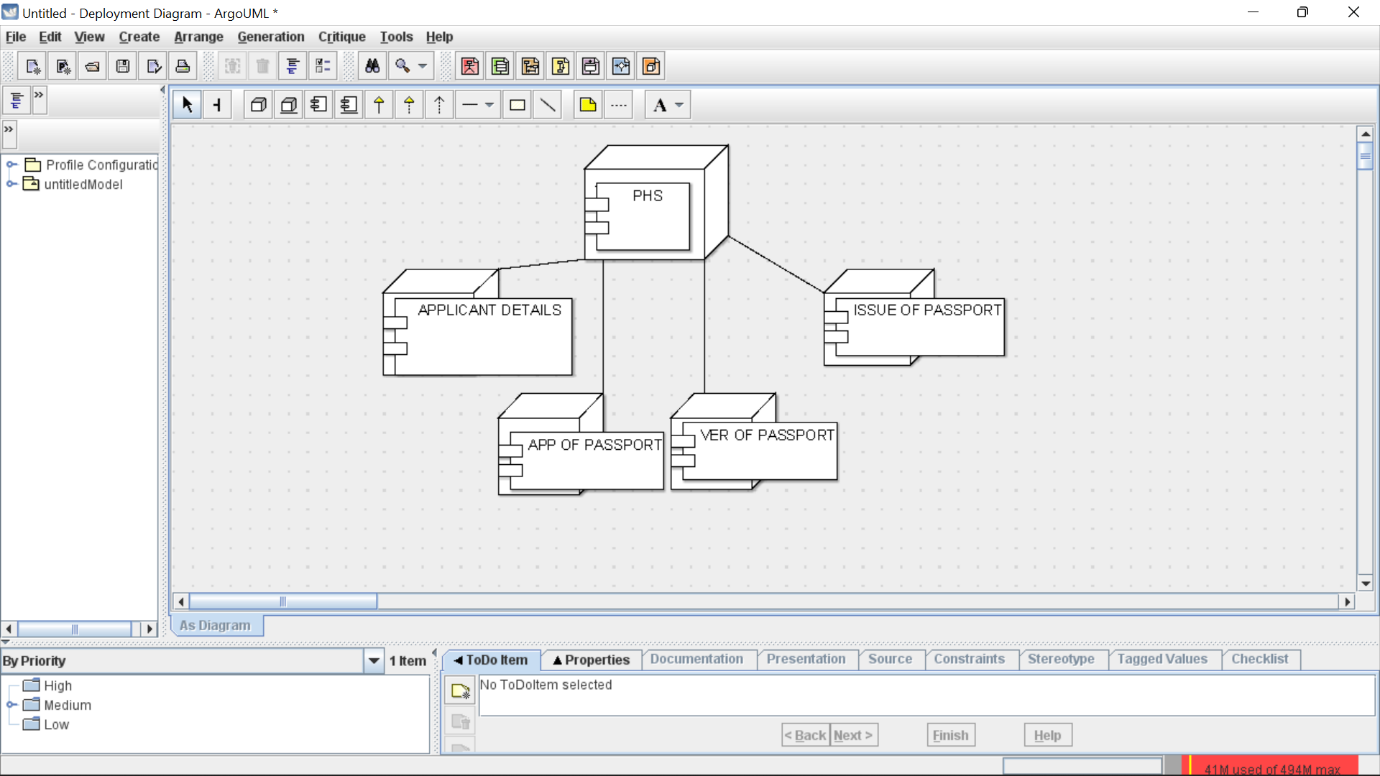 Untitled - Deployment Diagram - ArgoUML *
File Edit View Create Arrange Generation Critique Tools Help
A
Profile Configuratio
untitledModel
PHS
APPLICANT DETAILS
ISSUE OF PASSPORT
APP OF PASSPORT
VER OF PASSPORT
As Diagram
By Priority
1 Item
High
Medium
Low
ToDo Item Properties Documentation Presentation Source Constraints Stereotype Tagged Values Checklist
No ToDoItem selected
< Back Next > Finish Help
41M used of 494M max